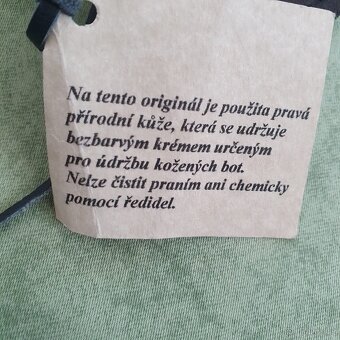 Na tento originál je použita pravá
přírodní kůže, která se udržuje
bezbarvým krémem určeným
pro údržbu kožených bot.
Nelze čistit praním ani chemicky
pomocí ředidel.